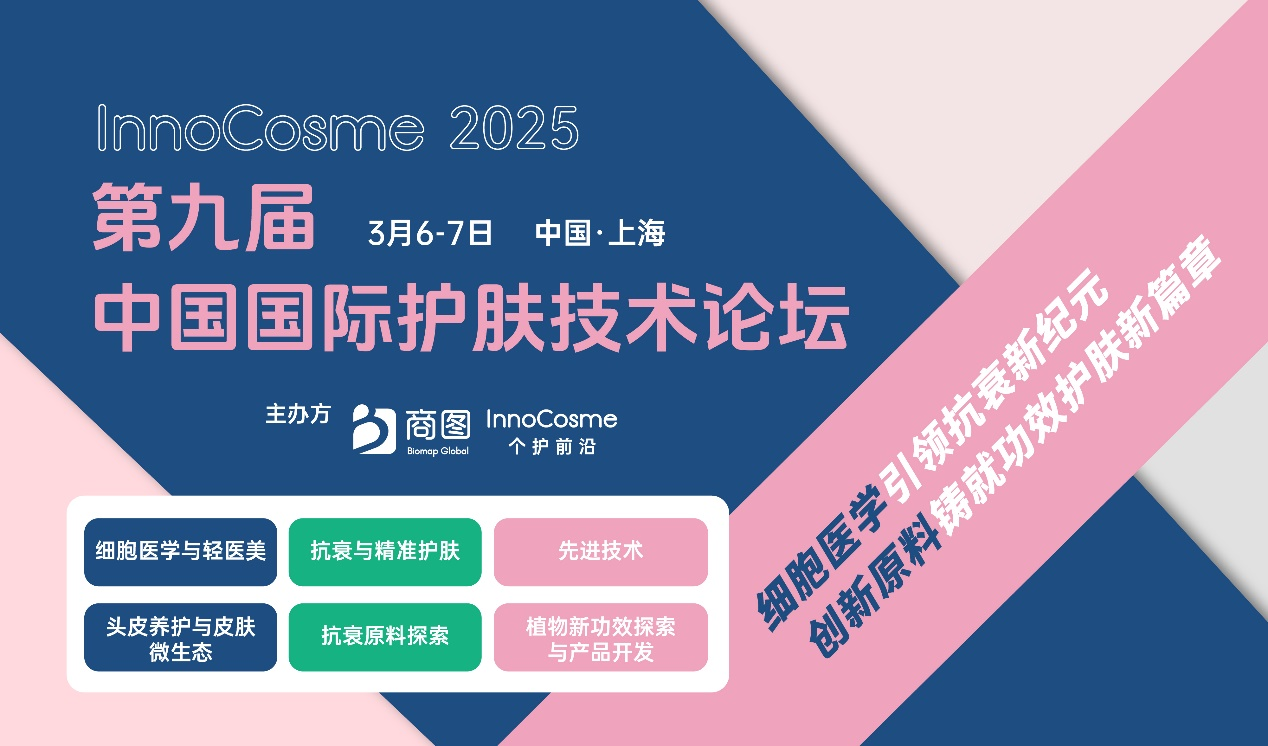 InnoCosme 2025
第九届
3月6-7日 中国·上海
中国国际护肤技术论坛
主办方
商图
Biomap Global
InnoCosme
个护前沿
细胞医学与轻医美
抗衰与精准护肤
先进技术
头皮养护与皮肤
微生态
抗衰原料探索
植物新功效探索
与产品开发
细胞医学引领抗衰新纪元
创新原料铸就功效护肤新篇章